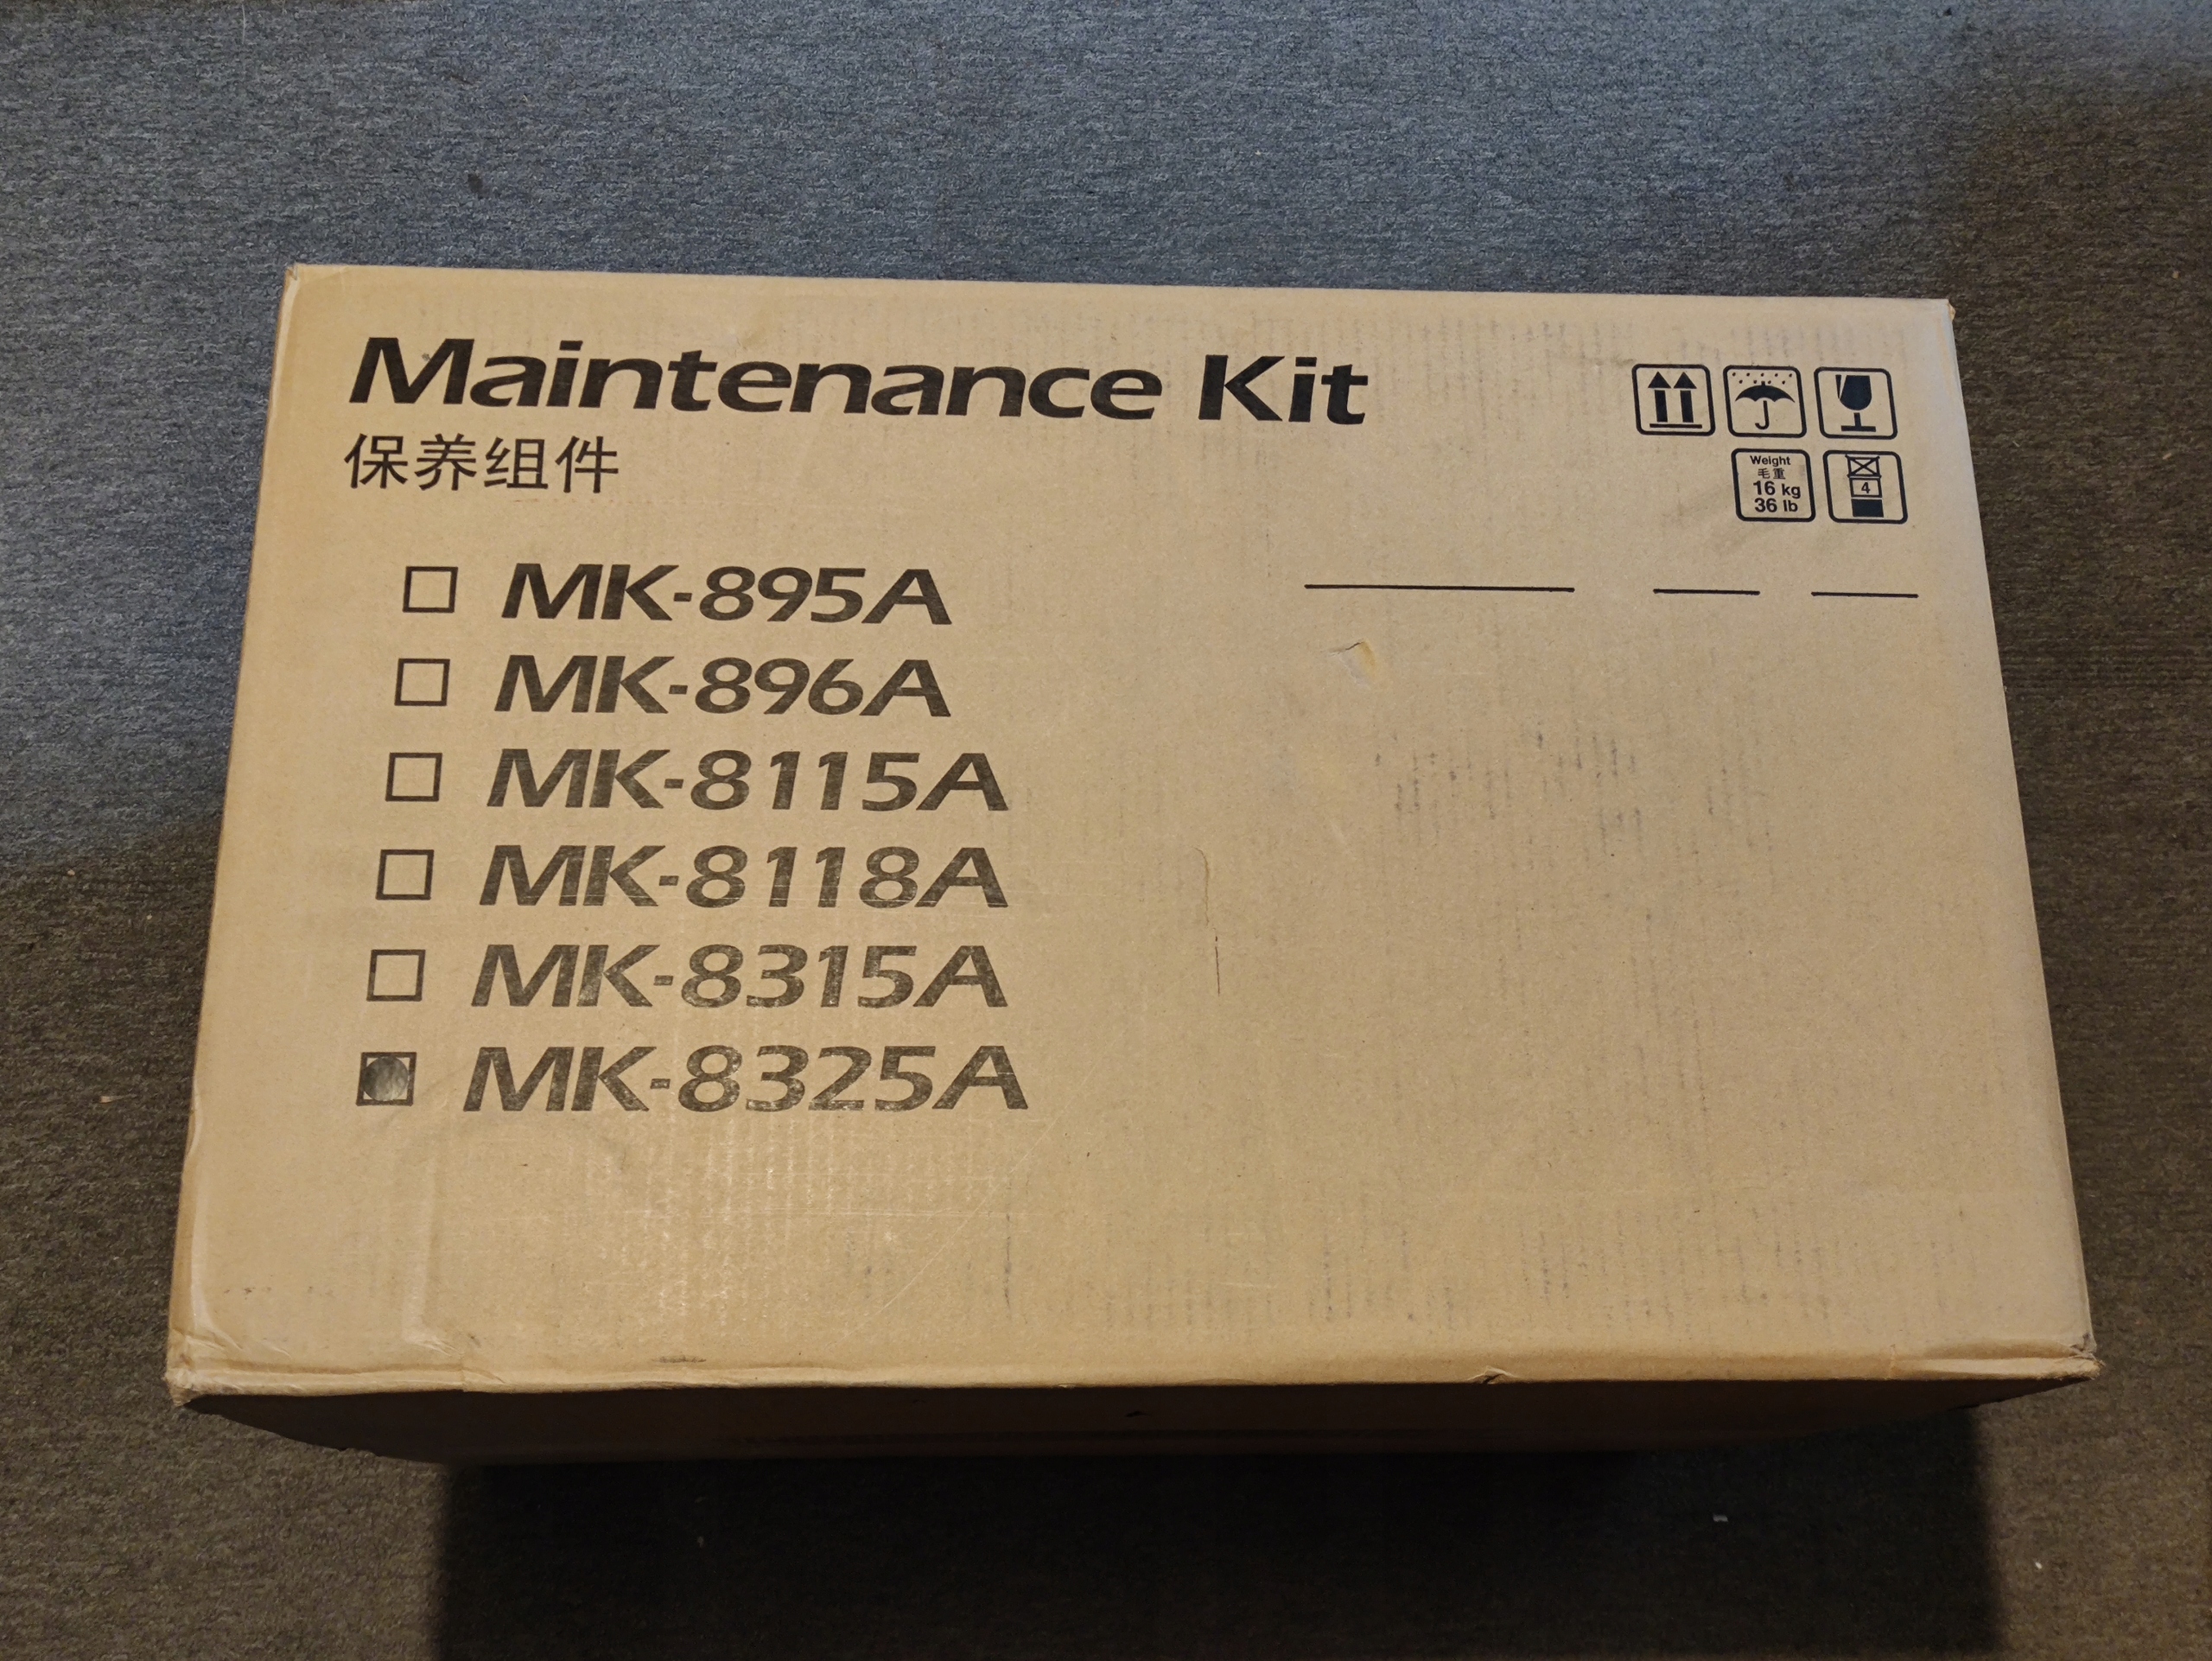 Maintenance Kit
保养组件
Weight
毛重
16 kg
36 lb
4
MK-895A
MK-896A
MK-8115A
MK-8118A
MK-8315A
MK-8325A